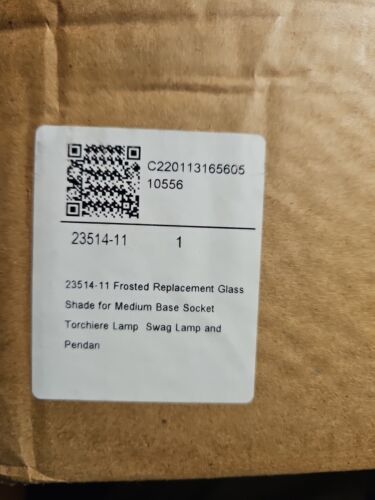 C220113165605
10556
23514-11 1
23514-11 Frosted Replacement Glass
Shade for Medium Base Socket
Torchiere Lamp Swag Lamp and
Pendan